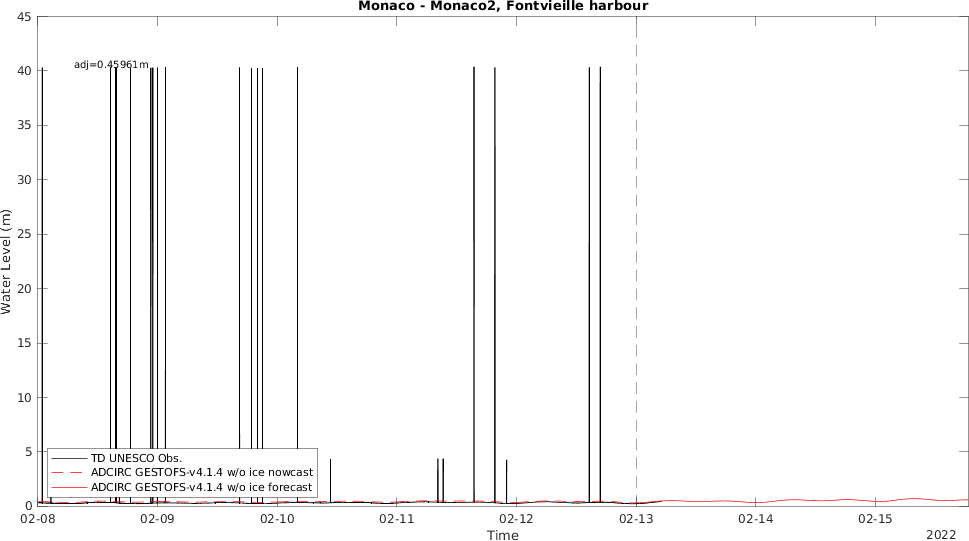 Monaco - Monaco2, Fontvieille harbour
45
40
35
30
25
20
15
10
5
0
Water Level (m)
adj=0.45961m
TD UNESCO Obs.
ADCIRC GESTOFS-v4.1.4 w/o ice nowcast
ADCIRC GESTOFS-v4.1.4 w/o ice forecast
02-08
02-09
02-10
02-11
02-12
02-13
02-14
02-15
Time
2022